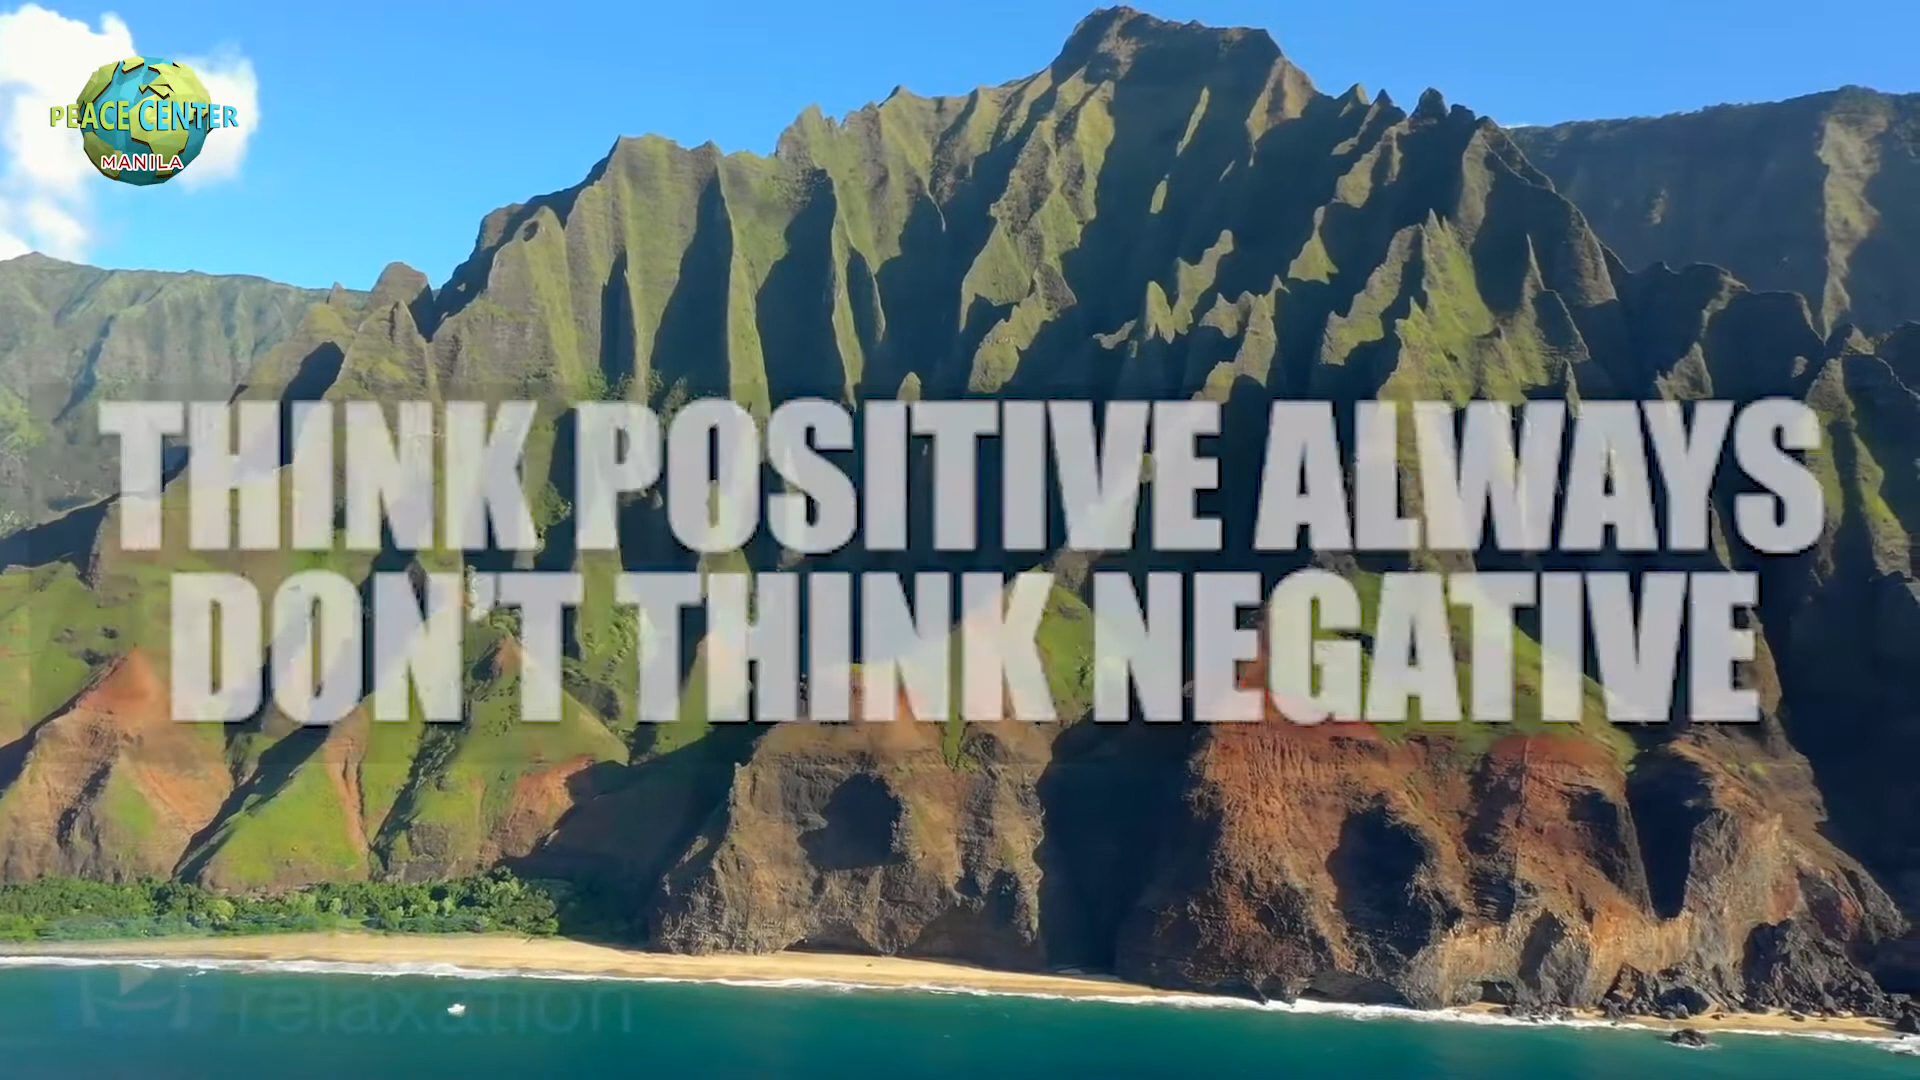 PEACE CENTER
MANILA
THINK POSITIVE ALWAYS
DON'T THINK NEGATIVE
relaxation